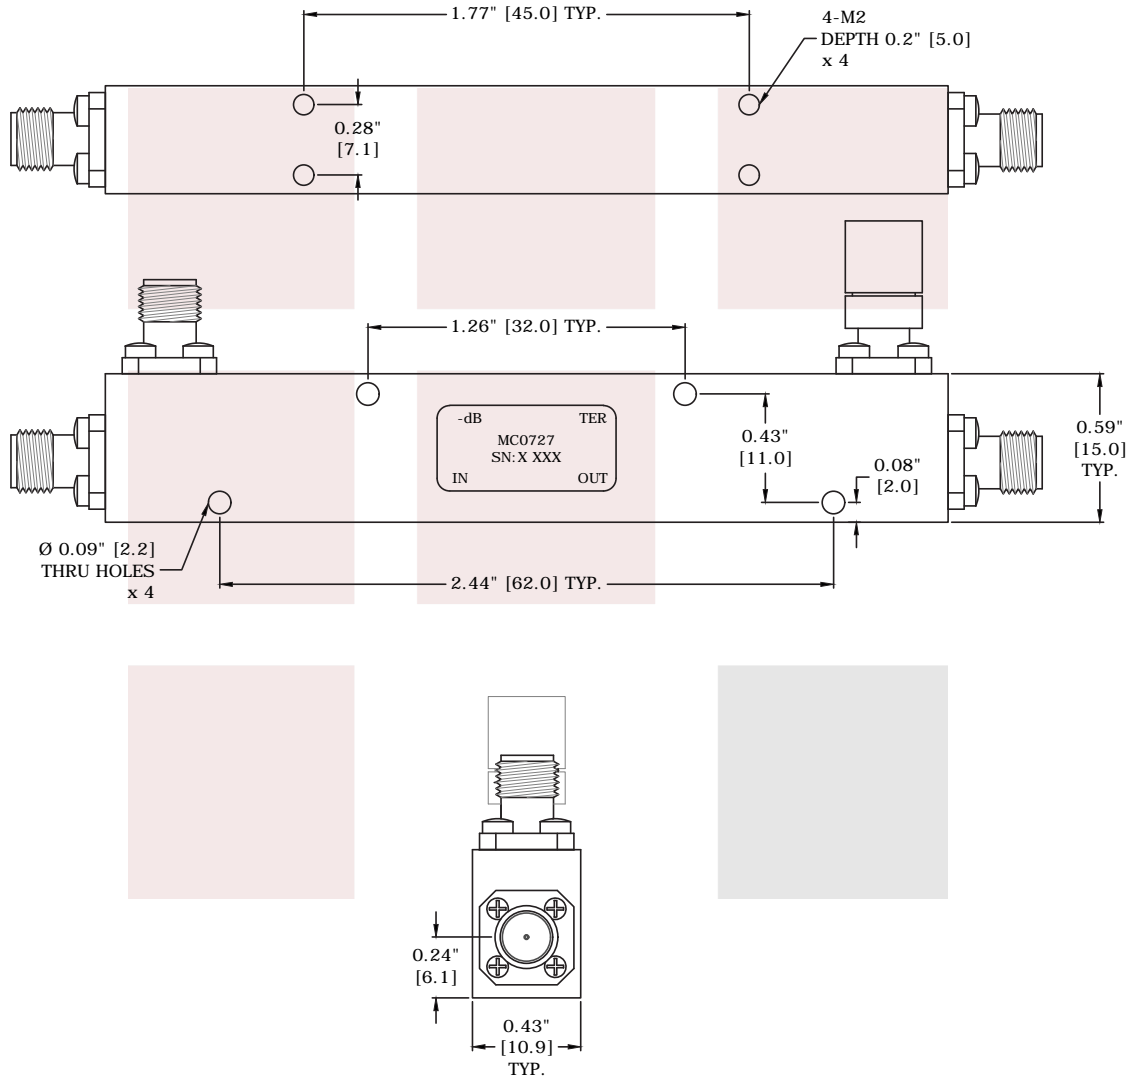 1.77" [45.0] TYP.
4-M2
DEPTH 0.2" [5.0]
x 4
0.28"
[7.1]
1.26" [32.0] TYP.
-dB TER
MC0727
SN:X XXX
IN OUT
0.43"
[11.0]
0.08"
[2.0]
0.59"
[15.0]
TYP.
Ø 0.09" [2.2]
THRU HOLES
x 4
2.44" [62.0] TYP.
0.24"
[6.1]
0.43"
[10.9]
TYP.